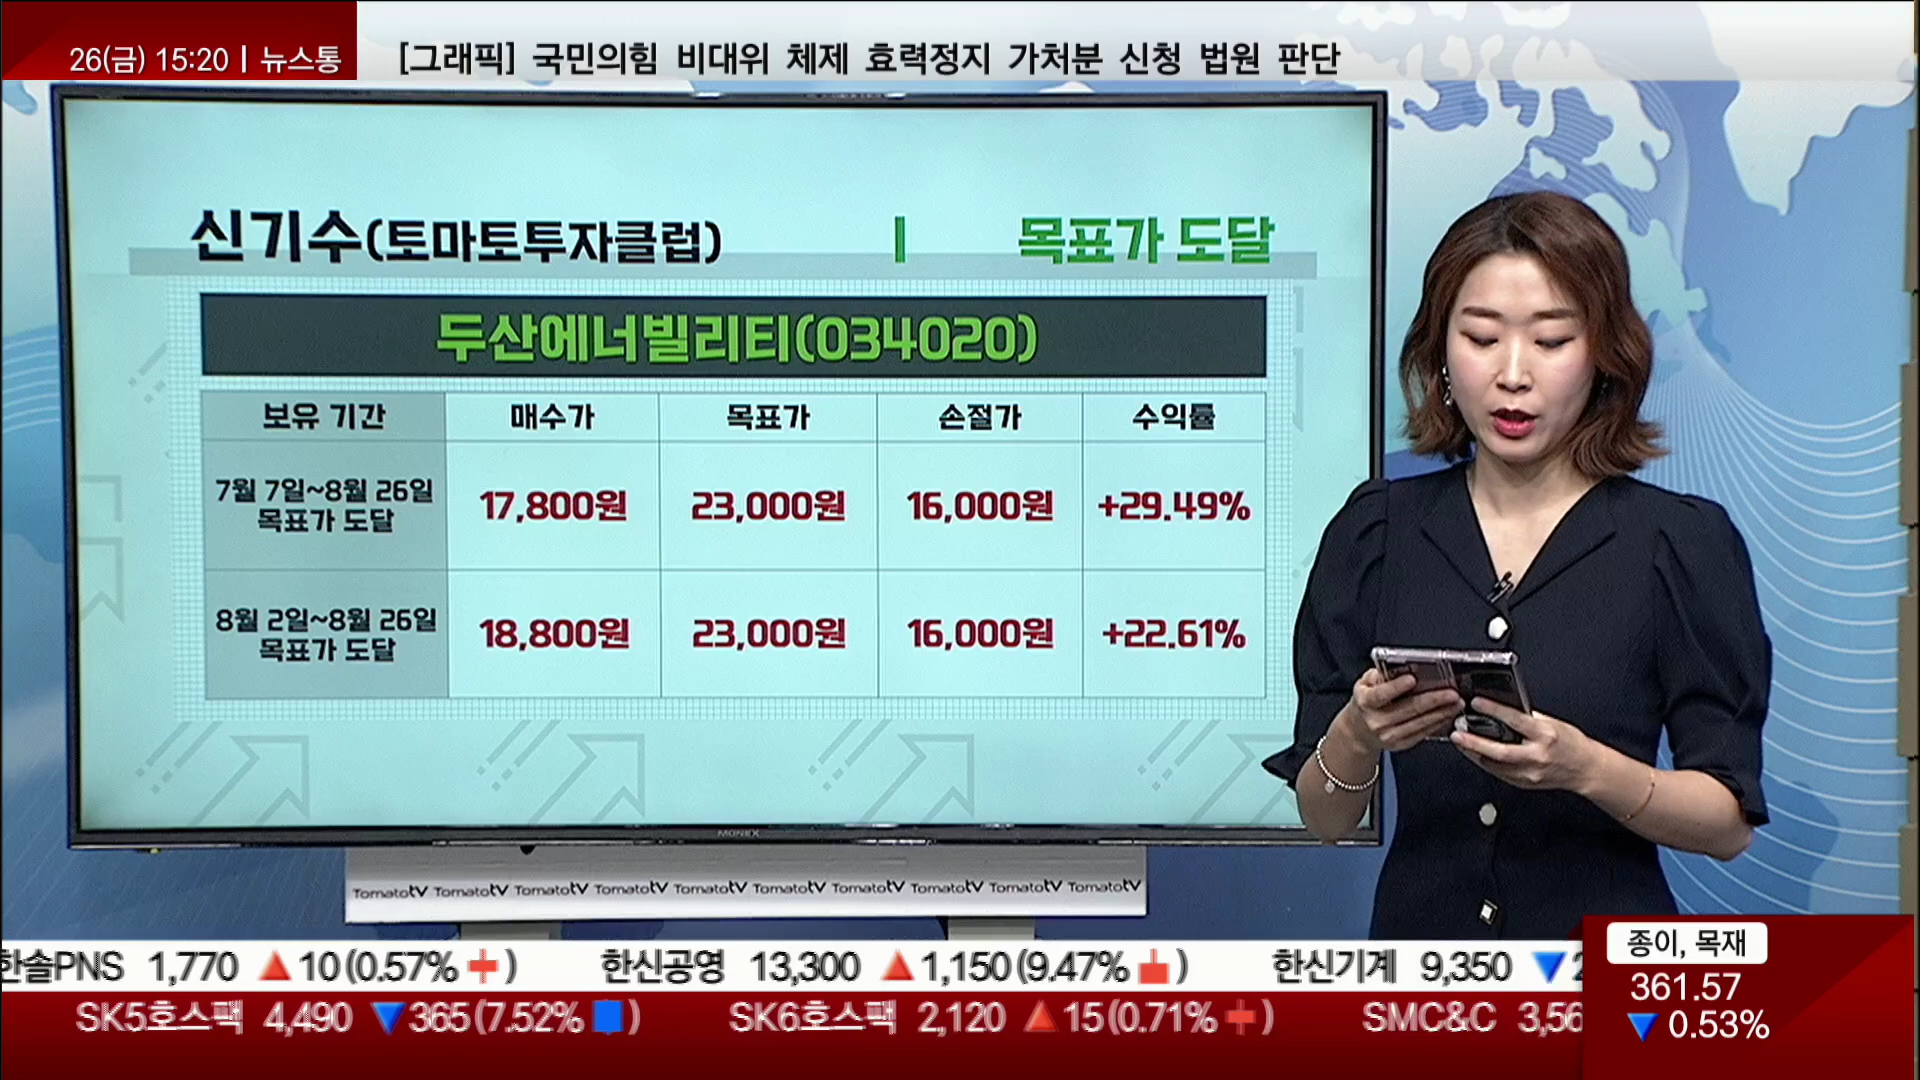 26(금) 15:20 | 뉴스통
[그래픽] 국민의힘 비대위 체제 효력정지 가처분 신청 법원 판단
신기수(토마토투자클럽) | 목표가 도달
두산에너빌리티(034020)
보유 기간 매수가 목표가 손절가 수익률
7월 7일~8월 26일
목표가 도달
17,800원 23,000원 16,000원 +29.49%
8월 2일~8월 26일
목표가 도달
18,800원 23,000원 16,000원 +22.61%
MONEX
Tomatotv Tomatotv Tomatotv Tomatotv Tomatotv Tomatotv Tomatotv Tomatotv Tomatotv Tomatotv
한솔PNS 1,770 ▲10(0.57% ) 한신공영 13,300 ▲1,150(9.47% ) 한신기계 9,350 ▼
SK5호스팩 4,490 ▼365(7.52% ) SK6호스팩 2,120 ▲15(0.71% ) SMC&C 3,56
종이, 목재
361.57
▼ 0.53%